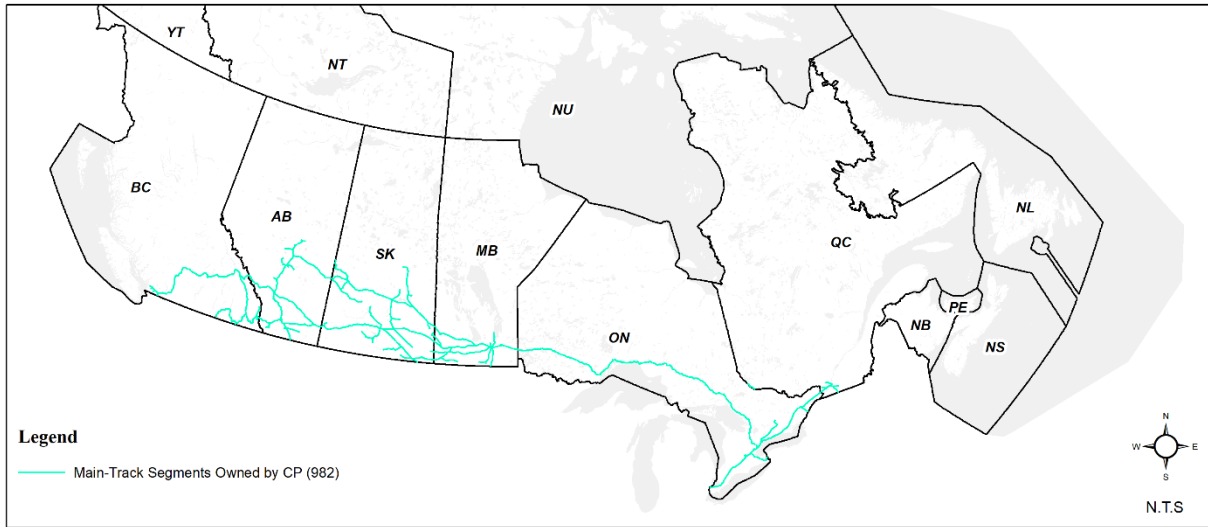 YT
NT
NU
BC
AB
SK
MB
ON
QC
NL
NB
PE
NS
Legend
Main-Track Segments Owned by CP (982)
N
W
E
S
N.T.S